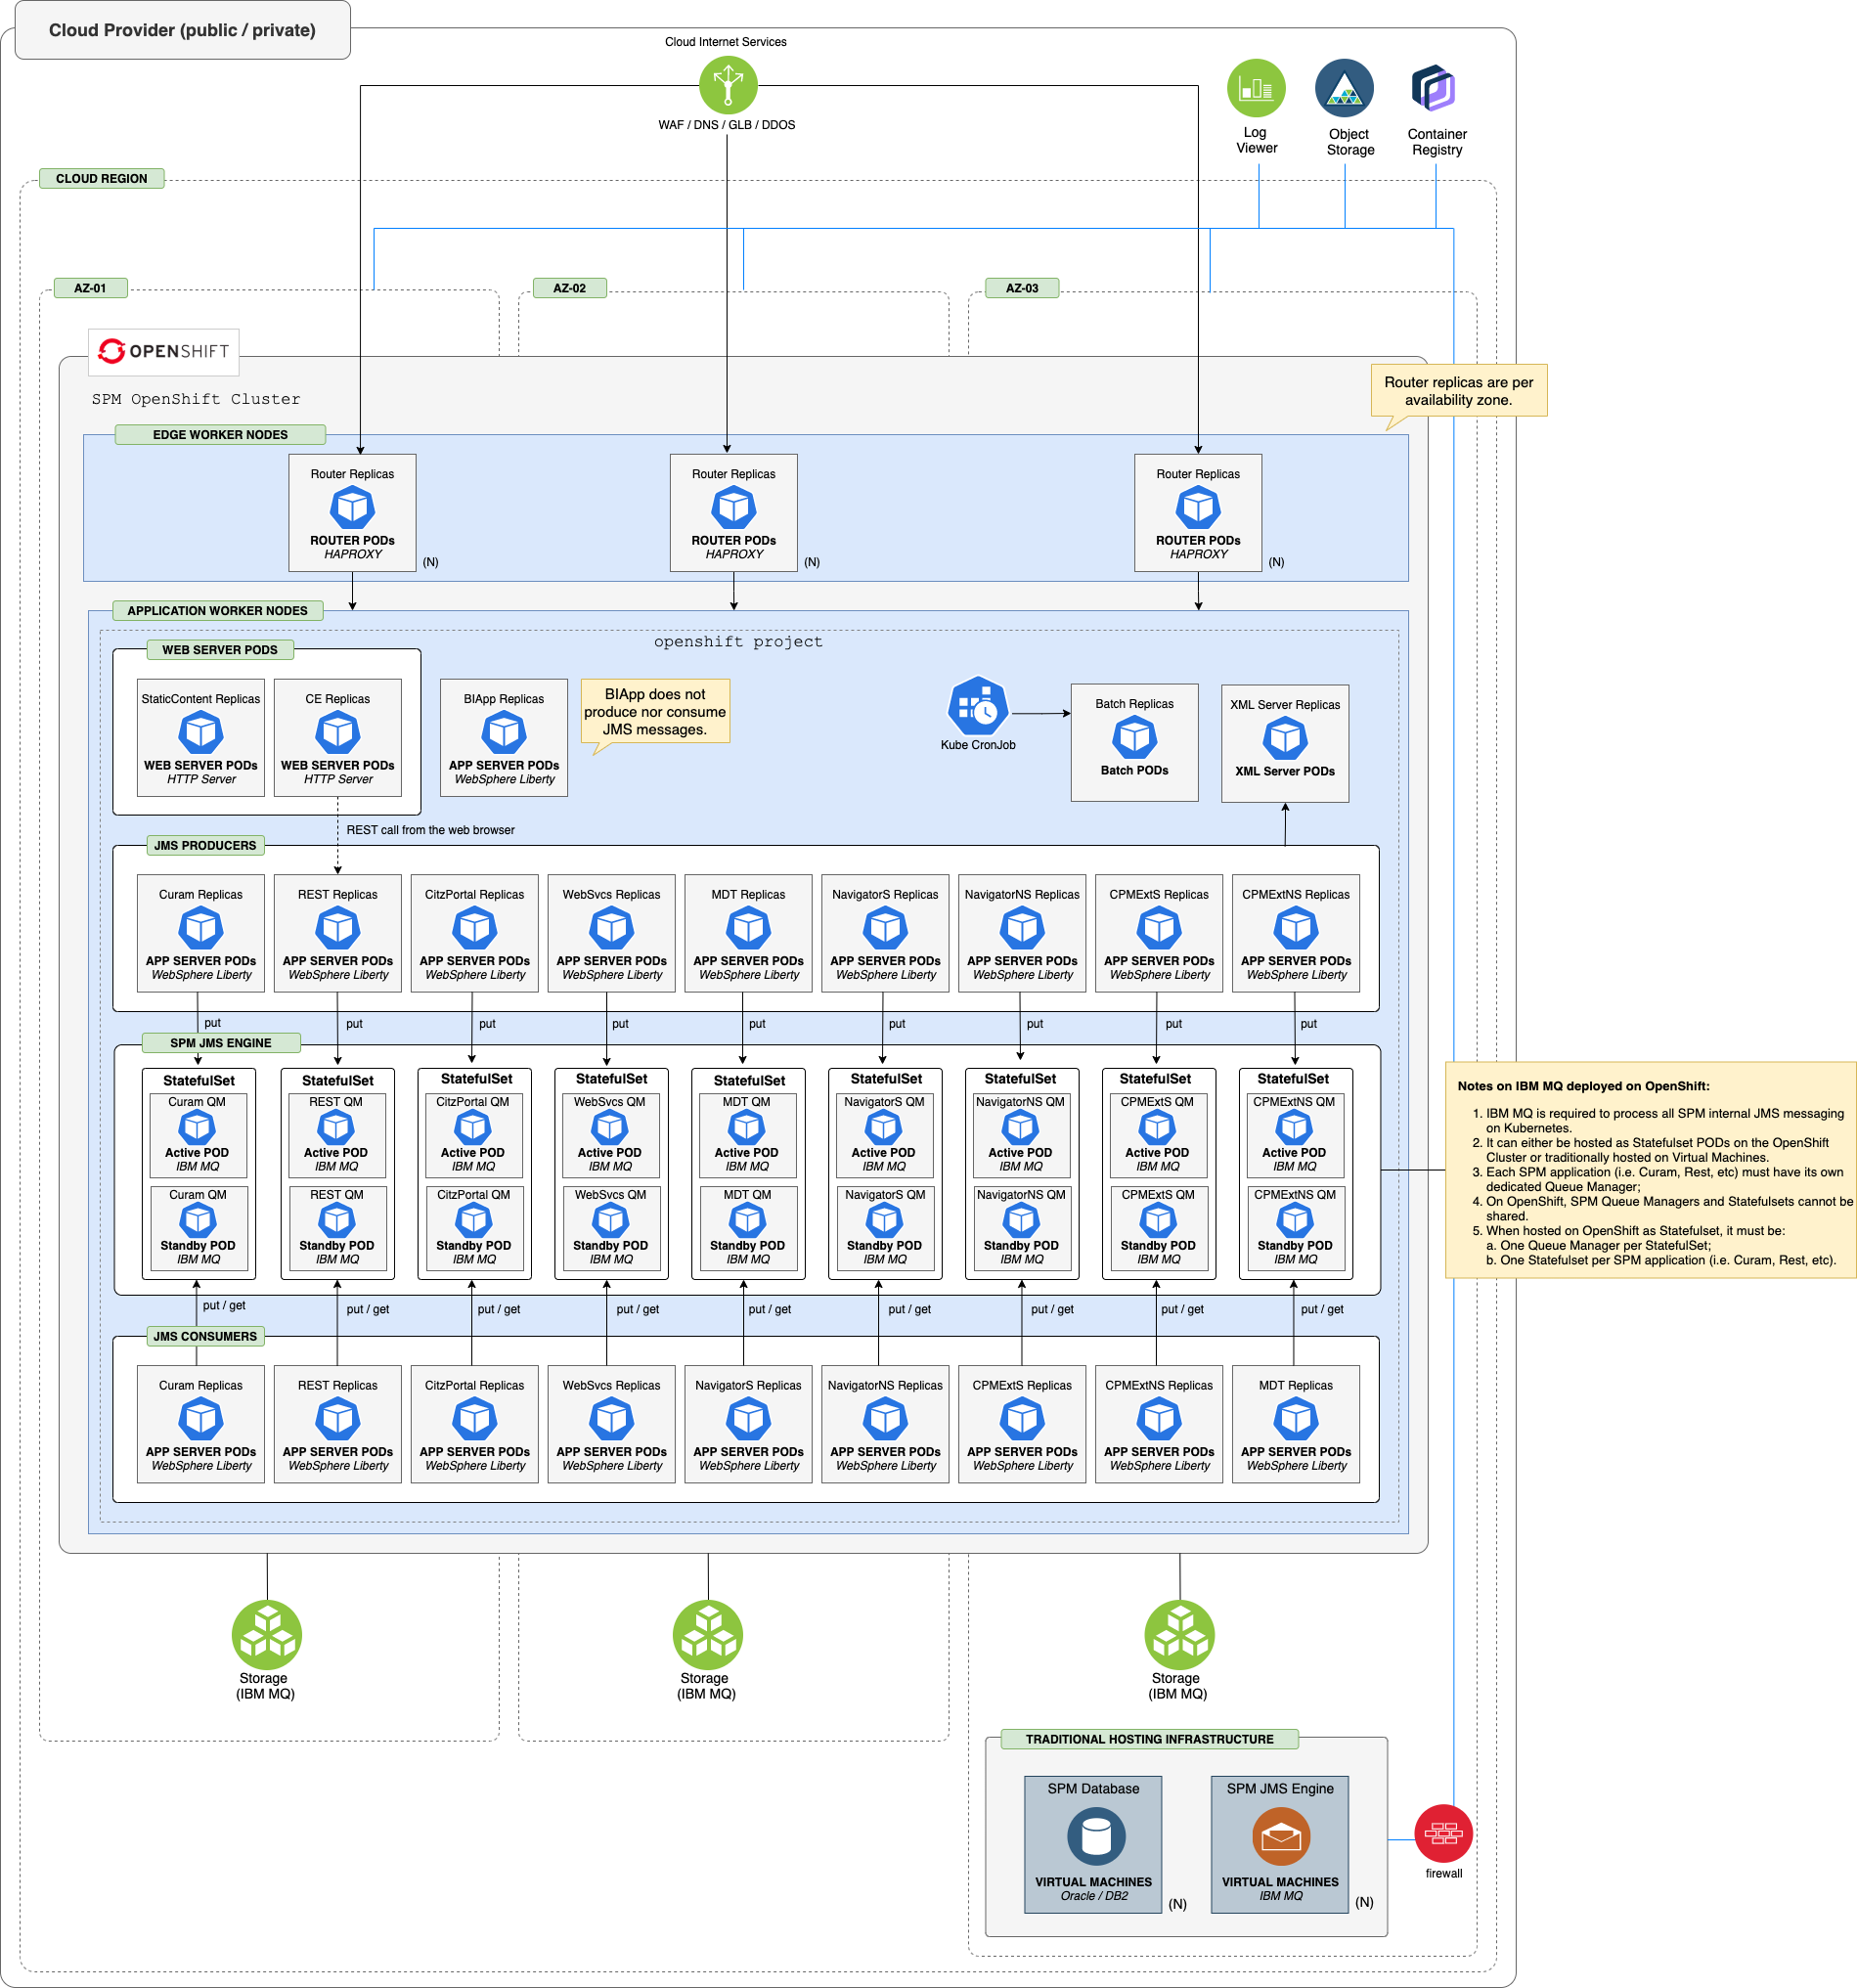 Cloud Provider (public / private)
Cloud Internet Services
WAF / DNS / GLB / DDOS
Log
Viewer
Object
Storage
Container
Registry
CLOUD REGION
AZ-01
AZ-02
AZ-03
OPENSHIFT
SPM OpenShift Cluster
Router replicas are per
availability zone.
EDGE WORKER NODES
Router Replicas
ROUTER PODs
HAPROXY
(N)
Router Replicas
ROUTER PODs
HAPROXY
(N)
Router Replicas
ROUTER PODs
HAPROXY
(N)
APPLICATION WORKER NODES
openshift project
WEB SERVER PODS
StaticContent Replicas
WEB SERVER PODs
HTTP Server
CE Replicas
WEB SERVER PODs
HTTP Server
BIApp Replicas
APP SERVER PODs
WebSphere Liberty
BIApp does not
produce nor consume
JMS messages.
Kube CronJob
Batch Replicas
Batch PODs
XML Server Replicas
XML Server PODs
REST call from the web browser
JMS PRODUCERS
Curam Replicas
APP SERVER PODs
WebSphere Liberty
REST Replicas
APP SERVER PODs
WebSphere Liberty
CitzPortal Replicas
APP SERVER PODs
WebSphere Liberty
WebSvcs Replicas
APP SERVER PODs
WebSphere Liberty
MDT Replicas
APP SERVER PODs
WebSphere Liberty
NavigatorS Replicas
APP SERVER PODs
WebSphere Liberty
NavigatorNS Replicas
APP SERVER PODs
WebSphere Liberty
CPMExtS Replicas
APP SERVER PODs
WebSphere Liberty
CPMExtNS Replicas
APP SERVER PODs
WebSphere Liberty
put
put
put
put
put
put
put
put
put
SPM JMS ENGINE
StatefulSet
Curam QM
Active POD
IBM MQ
Curam QM
Standby POD
IBM MQ
StatefulSet
REST QM
Active POD
IBM MQ
REST QM
Standby POD
IBM MQ
StatefulSet
CitzPortal QM
Active POD
IBM MQ
CitzPortal QM
Standby POD
IBM MQ
StatefulSet
WebSvcs QM
Active POD
IBM MQ
WebSvcs QM
Standby POD
IBM MQ
StatefulSet
MDT QM
Active POD
IBM MQ
MDT QM
Standby POD
IBM MQ
StatefulSet
NavigatorS QM
Active POD
IBM MQ
NavigatorS QM
Standby POD
IBM MQ
StatefulSet
NavigatorNS QM
Active POD
IBM MQ
NavigatorNS QM
Standby POD
IBM MQ
StatefulSet
CPMExtS QM
Active POD
IBM MQ
CPMExtS QM
Standby POD
IBM MQ
StatefulSet
CPMExtNS QM
Active POD
IBM MQ
CPMExtNS QM
Standby POD
IBM MQ
Notes on IBM MQ deployed on OpenShift:
1. IBM MQ is required to process all SPM internal JMS messaging
on Kubernetes.
2. It can either be hosted as Statefulset PODs on the OpenShift
Cluster or traditionally hosted on Virtual Machines.
3. Each SPM application (i.e. Curam, Rest, etc) must have its own
dedicated Queue Manager;
4. On OpenShift, SPM Queue Managers and Statefulsets cannot be
shared.
5. When hosted on OpenShift as Statefulset, it must be:
a. One Queue Manager per StatefulSet;
b. One Statefulset per SPM application (i.e. Curam, Rest, etc).
put / get
put / get
put / get
put / get
put / get
put / get
put / get
put / get
put / get
JMS CONSUMERS
Curam Replicas
APP SERVER PODs
WebSphere Liberty
REST Replicas
APP SERVER PODs
WebSphere Liberty
CitzPortal Replicas
APP SERVER PODs
WebSphere Liberty
WebSvcs Replicas
APP SERVER PODs
WebSphere Liberty
NavigatorS Replicas
APP SERVER PODs
WebSphere Liberty
NavigatorNS Replicas
APP SERVER PODs
WebSphere Liberty
CPMExtS Replicas
APP SERVER PODs
WebSphere Liberty
CPMExtNS Replicas
APP SERVER PODs
WebSphere Liberty
MDT Replicas
APP SERVER PODs
WebSphere Liberty
Storage
(IBM MQ)
Storage
(IBM MQ)
Storage
(IBM MQ)
TRADITIONAL HOSTING INFRASTRUCTURE
SPM Database
VIRTUAL MACHINES
Oracle / DB2
(N)
SPM JMS Engine
VIRTUAL MACHINES
IBM MQ
(N)
firewall